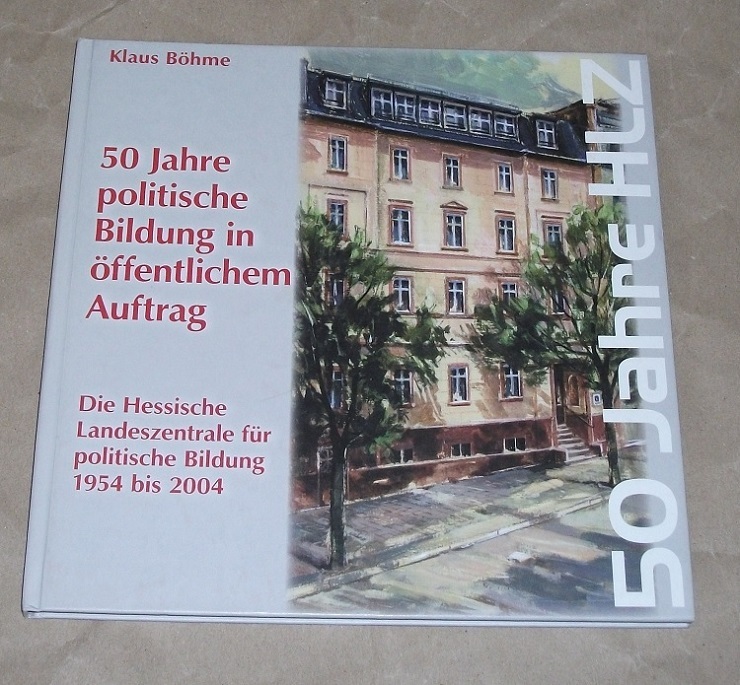 Klaus Böhme
50 Jahre
politische
Bildung in
öffentlichem
Auftrag
Die Hessische
Landeszentrale für
politische Bildung
1954 bis 2004
50 Jahre HLZ